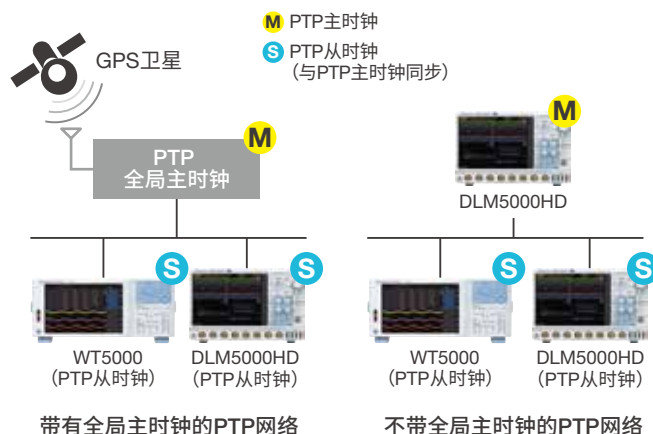 M PTP主时钟
S PTP从时钟
（与PTP主时钟同步）
GPS卫星
M
PTP
全局主时钟
M
DLM5000HD
S
S
S
S
WT5000
（PTP从时钟）
DLM5000HD
（PTP从时钟）
WT5000
（PTP从时钟）
DLM5000HD
（PTP从时钟）
带有全局主时钟的PTP网络
不带全局主时钟的PTP网络